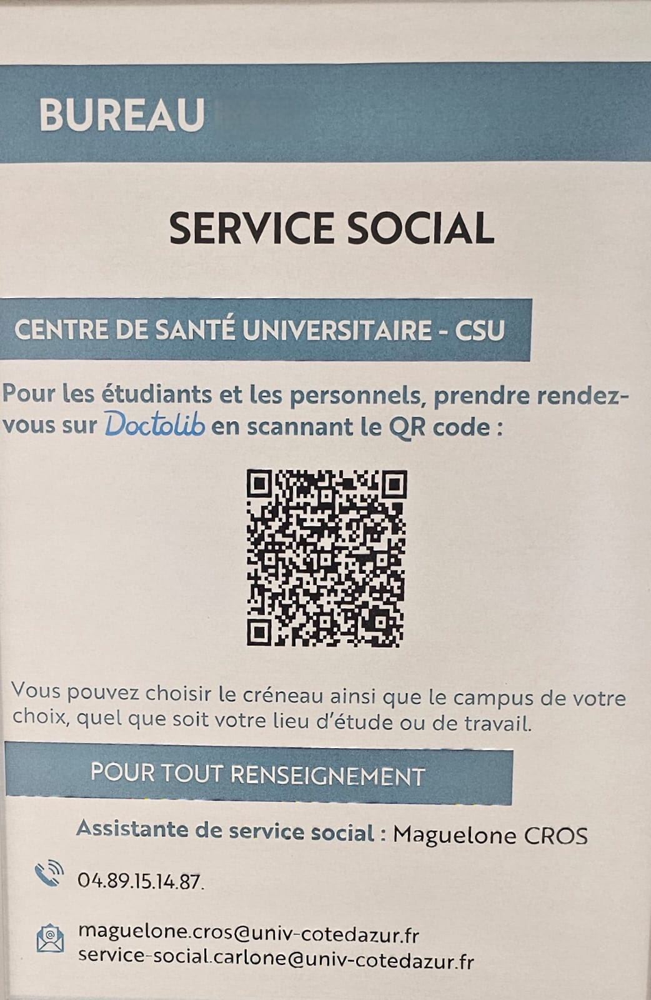 BUREAU
SERVICE SOCIAL
CENTRE DE SANTÉ UNIVERSITAIRE - CSU
Pour les étudiants et les personnels, prendre rendez-
vous sur Doctolib en scannant le QR code :
Vous pouvez choisir le créneau ainsi que le campus de votre
choix, quel que soit votre lieu d'étude ou de travail.
POUR TOUT RENSEIGNEMENT
Assistante de service social : Maguelone CROS
04.89.15.14.87.
maguelone.cros@univ-cotedazur.fr
service-social.carlone@univ-cotedazur.fr